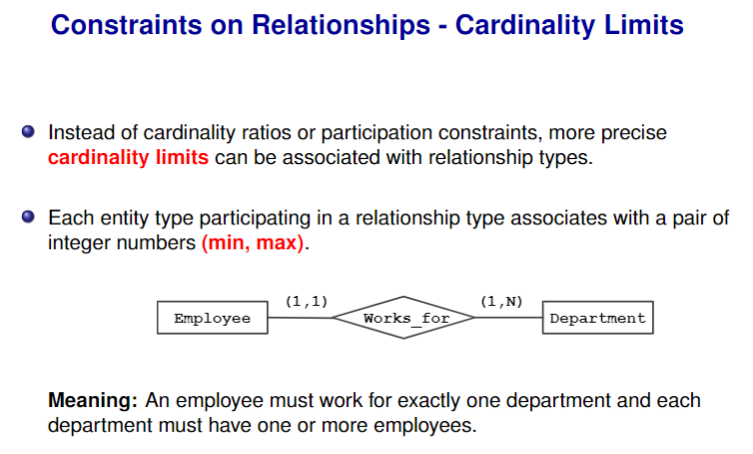 Constraints on Relationships - Cardinality Limits
Instead of cardinality ratios or participation constraints, more precise
cardinality limits can be associated with relationship types.
Each entity type participating in a relationship type associates with a pair of
integer numbers (min, max).
(1,1) (1,N)
Employee Works_for Department
Meaning: An employee must work for exactly one department and each
department must have one or more employees.